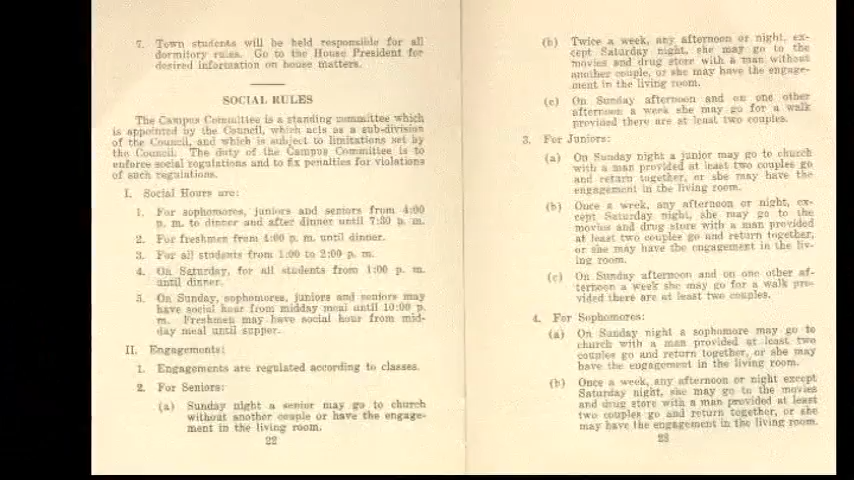 7. Town students will be held responsible for all
dormitory rules. Go to the House President for
desired information on house matters.
SOCIAL RULES
The Campus Committee is a standing committee which
is appointed by the Council, which acts as a sub-division
of the Council, and which is subject to limitations set by
the Council. The duty of the Campus Committee is to
enforce social regulations and to fix penalties for violations
of such regulations.
I. Social Hours are:
1. For sophomores, juniors and seniors from 4:00
p. m. to dinner and after dinner until 7:30 p. m.
2. For freshmen from 4:00 p. m. until dinner.
3. For all students from 1:00 to 2:00 p. m.
4. On Saturday, for all students from 1:00 p. m.
until dinner.
5. On Sunday, sophomores, juniors and seniors may
have social hour from midday meal until 10:00 p.
m. Freshmen may have social hour from mid-
day meal until supper.
II. Engagements:
1. Engagements are regulated according to classes.
2. For Seniors:
(a) Sunday night a senior may go to church
without another couple or have the engage-
ment in the living room.
22
(b) Twice a week, any afternoon or night, ex-
cept Saturday night, she may go to the
movies and drug store with a man without
another couple, or she may have the engage-
ment in the living room.
(c) On Sunday afternoon and on one other
afternoon a week she may go for a walk
provided there are at least two couples.
3. For Juniors:
(a) On Sunday night a junior may go to church
with a man provided at least two couples go
and return together, or she may have the
engagement in the living room.
(b) Once a week, any afternoon or night, ex-
cept Saturday night, she may go to the
movies and drug store with a man provided
at least two couples go and return together,
or she may have the engagement in the liv-
ing room.
(c) On Sunday afternoon and on one other af-
ternoon a week she may go for a walk pro-
vided there are at least two couples.
4. For Sophomores:
(a) On Sunday night a sophomore may go to
church with a man provided at least two
couples go and return together, or she may
have the engagement in the living room.
(b) Once a week, any afternoon or night except
Saturday night, she may go to the movies
and drug store with a man provided at least
two couples go and return together, or she
may have the engagement in the living room.
23